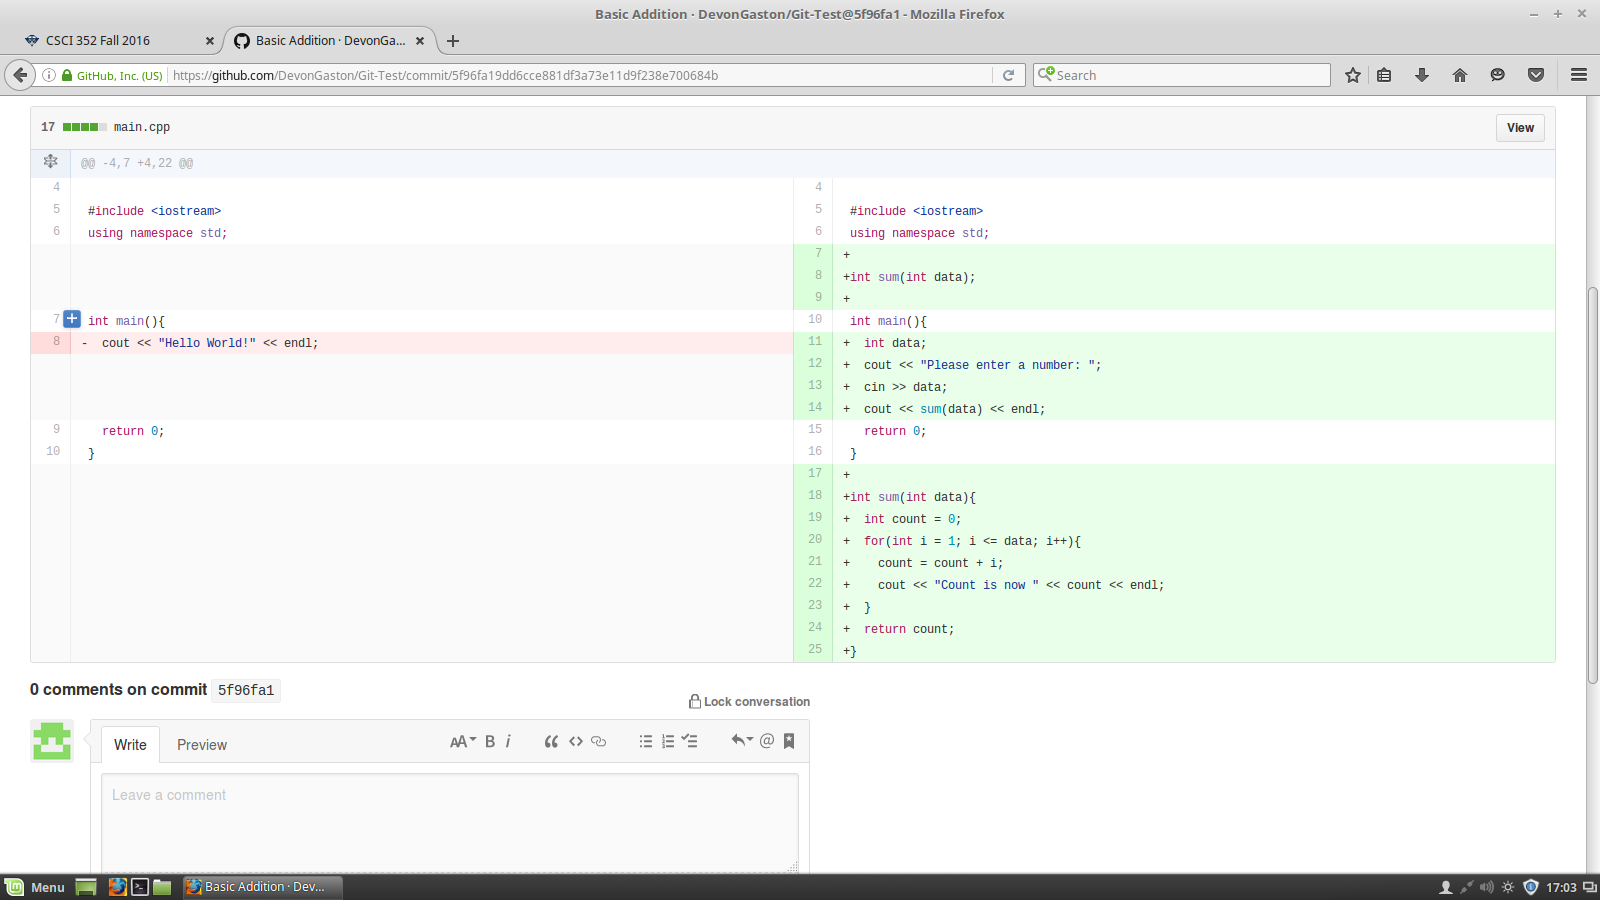 Basic Addition · DevonGaston/Git-Test@5f96fa1 - Mozilla Firefox
CSCI 352 Fall 2016
Basic Addition · DevonGa...
GitHub, Inc. (US)
https://github.com/DevonGaston/Git-Test/commit/5f96fa19dd6cce881df3a73e11d9f238e700684b
Search
17 main.cpp
View
@@ -4,7 +4,22 @@
4 4
5 #include <iostream> 5 #include <iostream>
6 using namespace std; 6 using namespace std;
7 +
8 +int sum(int data);
9 +
7 int main(){ 10 int main(){
8 - cout << "Hello World!" << endl; 11 + int data;
12 + cout << "Please enter a number: ";
13 + cin >> data;
14 + cout << sum(data) << endl;
9 return 0; 15 return 0;
10 } 16 }
17 +
18 +int sum(int data){
19 + int count = 0;
20 + for(int i = 1; i <= data; i++){
21 + count = count + i;
22 + cout << "Count is now " << count << endl;
23 + }
24 + return count;
25 +}
0 comments on commit 5f96fa1
Lock conversation
Write
Preview
AA B i
Leave a comment
Menu
Basic Addition · Dev...
17:03